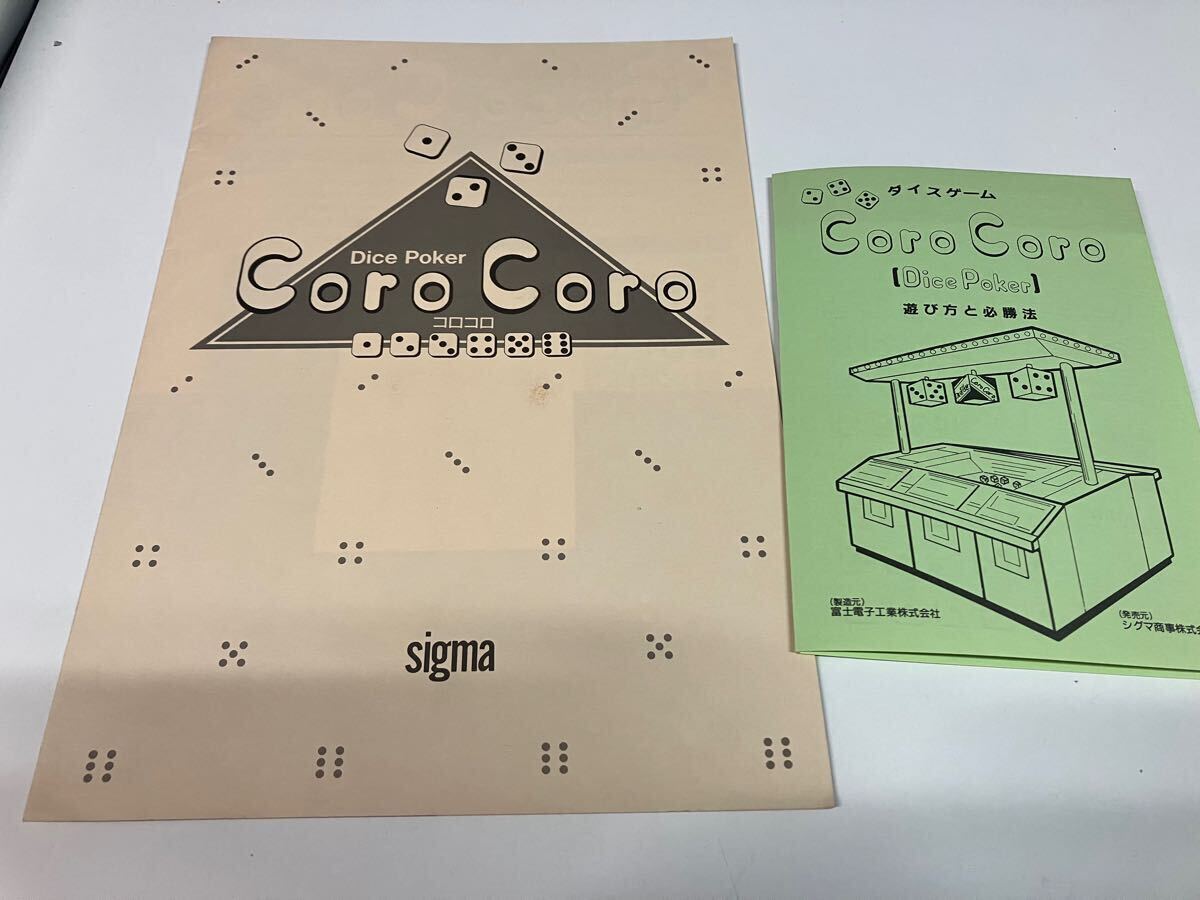 Dice Poker
Coro Coro
コロコロ
sigma
ダイスゲーム
Coro Coro
【Dice Poker】
遊び方と必勝法
Coro Coro
(製造元)
富士電子工業株式会社
(発売元)
シグマ商事株式会